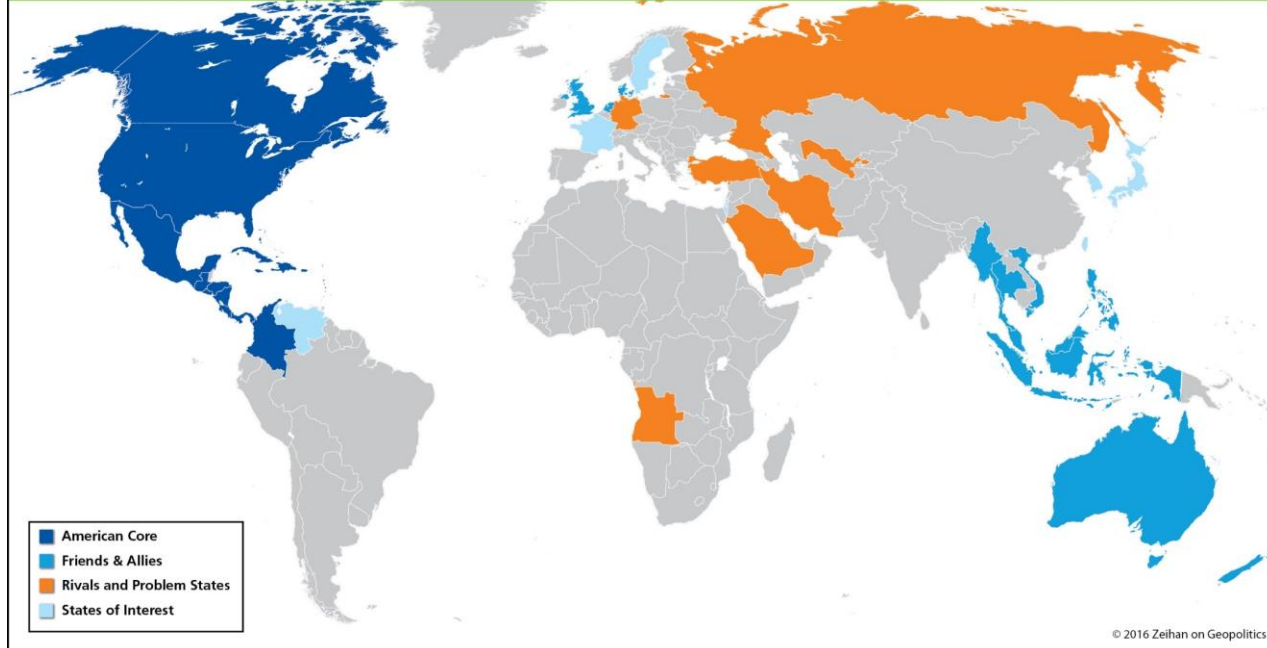 American Core
Friends & Allies
Rivals and Problem States
States of Interest
© 2016 Zeihan on Geopolitics